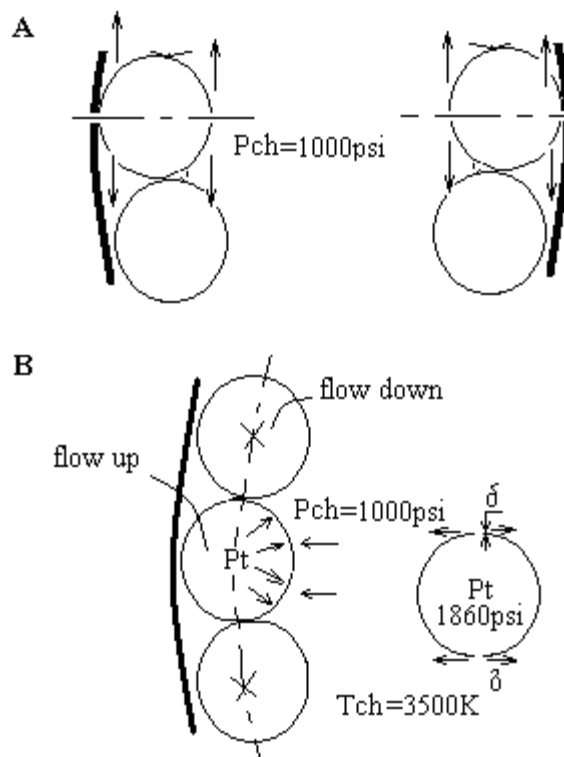 A
Pch=1000psi
B
flow down
flow up
Pch=1000psi
δ
Pt
Pt
1860psi
δ
Tch=3500K